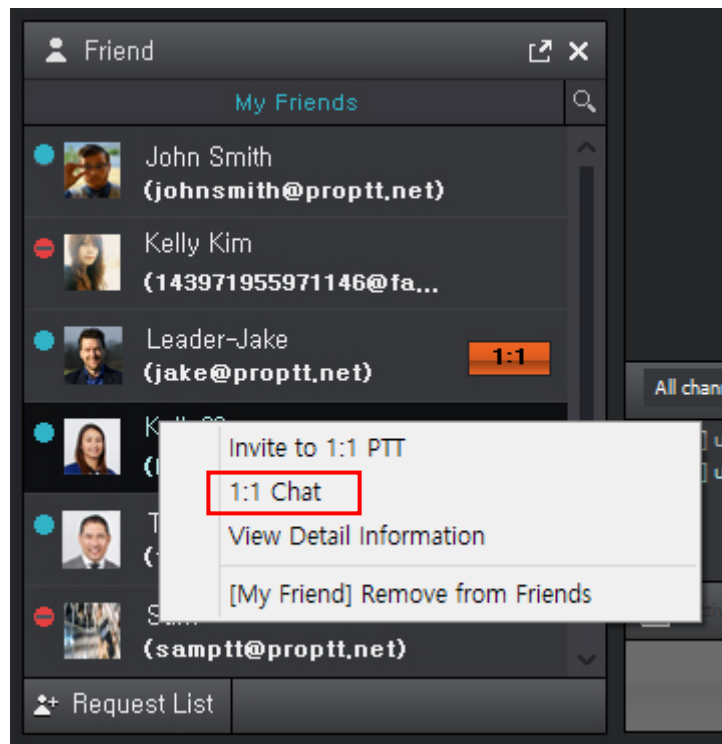 Friend
My Friends
John Smith
(johnsmith@proptt.net)
Kelly Kim
(143971955971146@fa...
Leader-Jake
(jake@proptt.net)
1:1
All chann
Invite to 1:1 PTT
1:1 Chat
View Detail Information
[My Friend] Remove from Friends
(samptt@proptt.net)
Request List